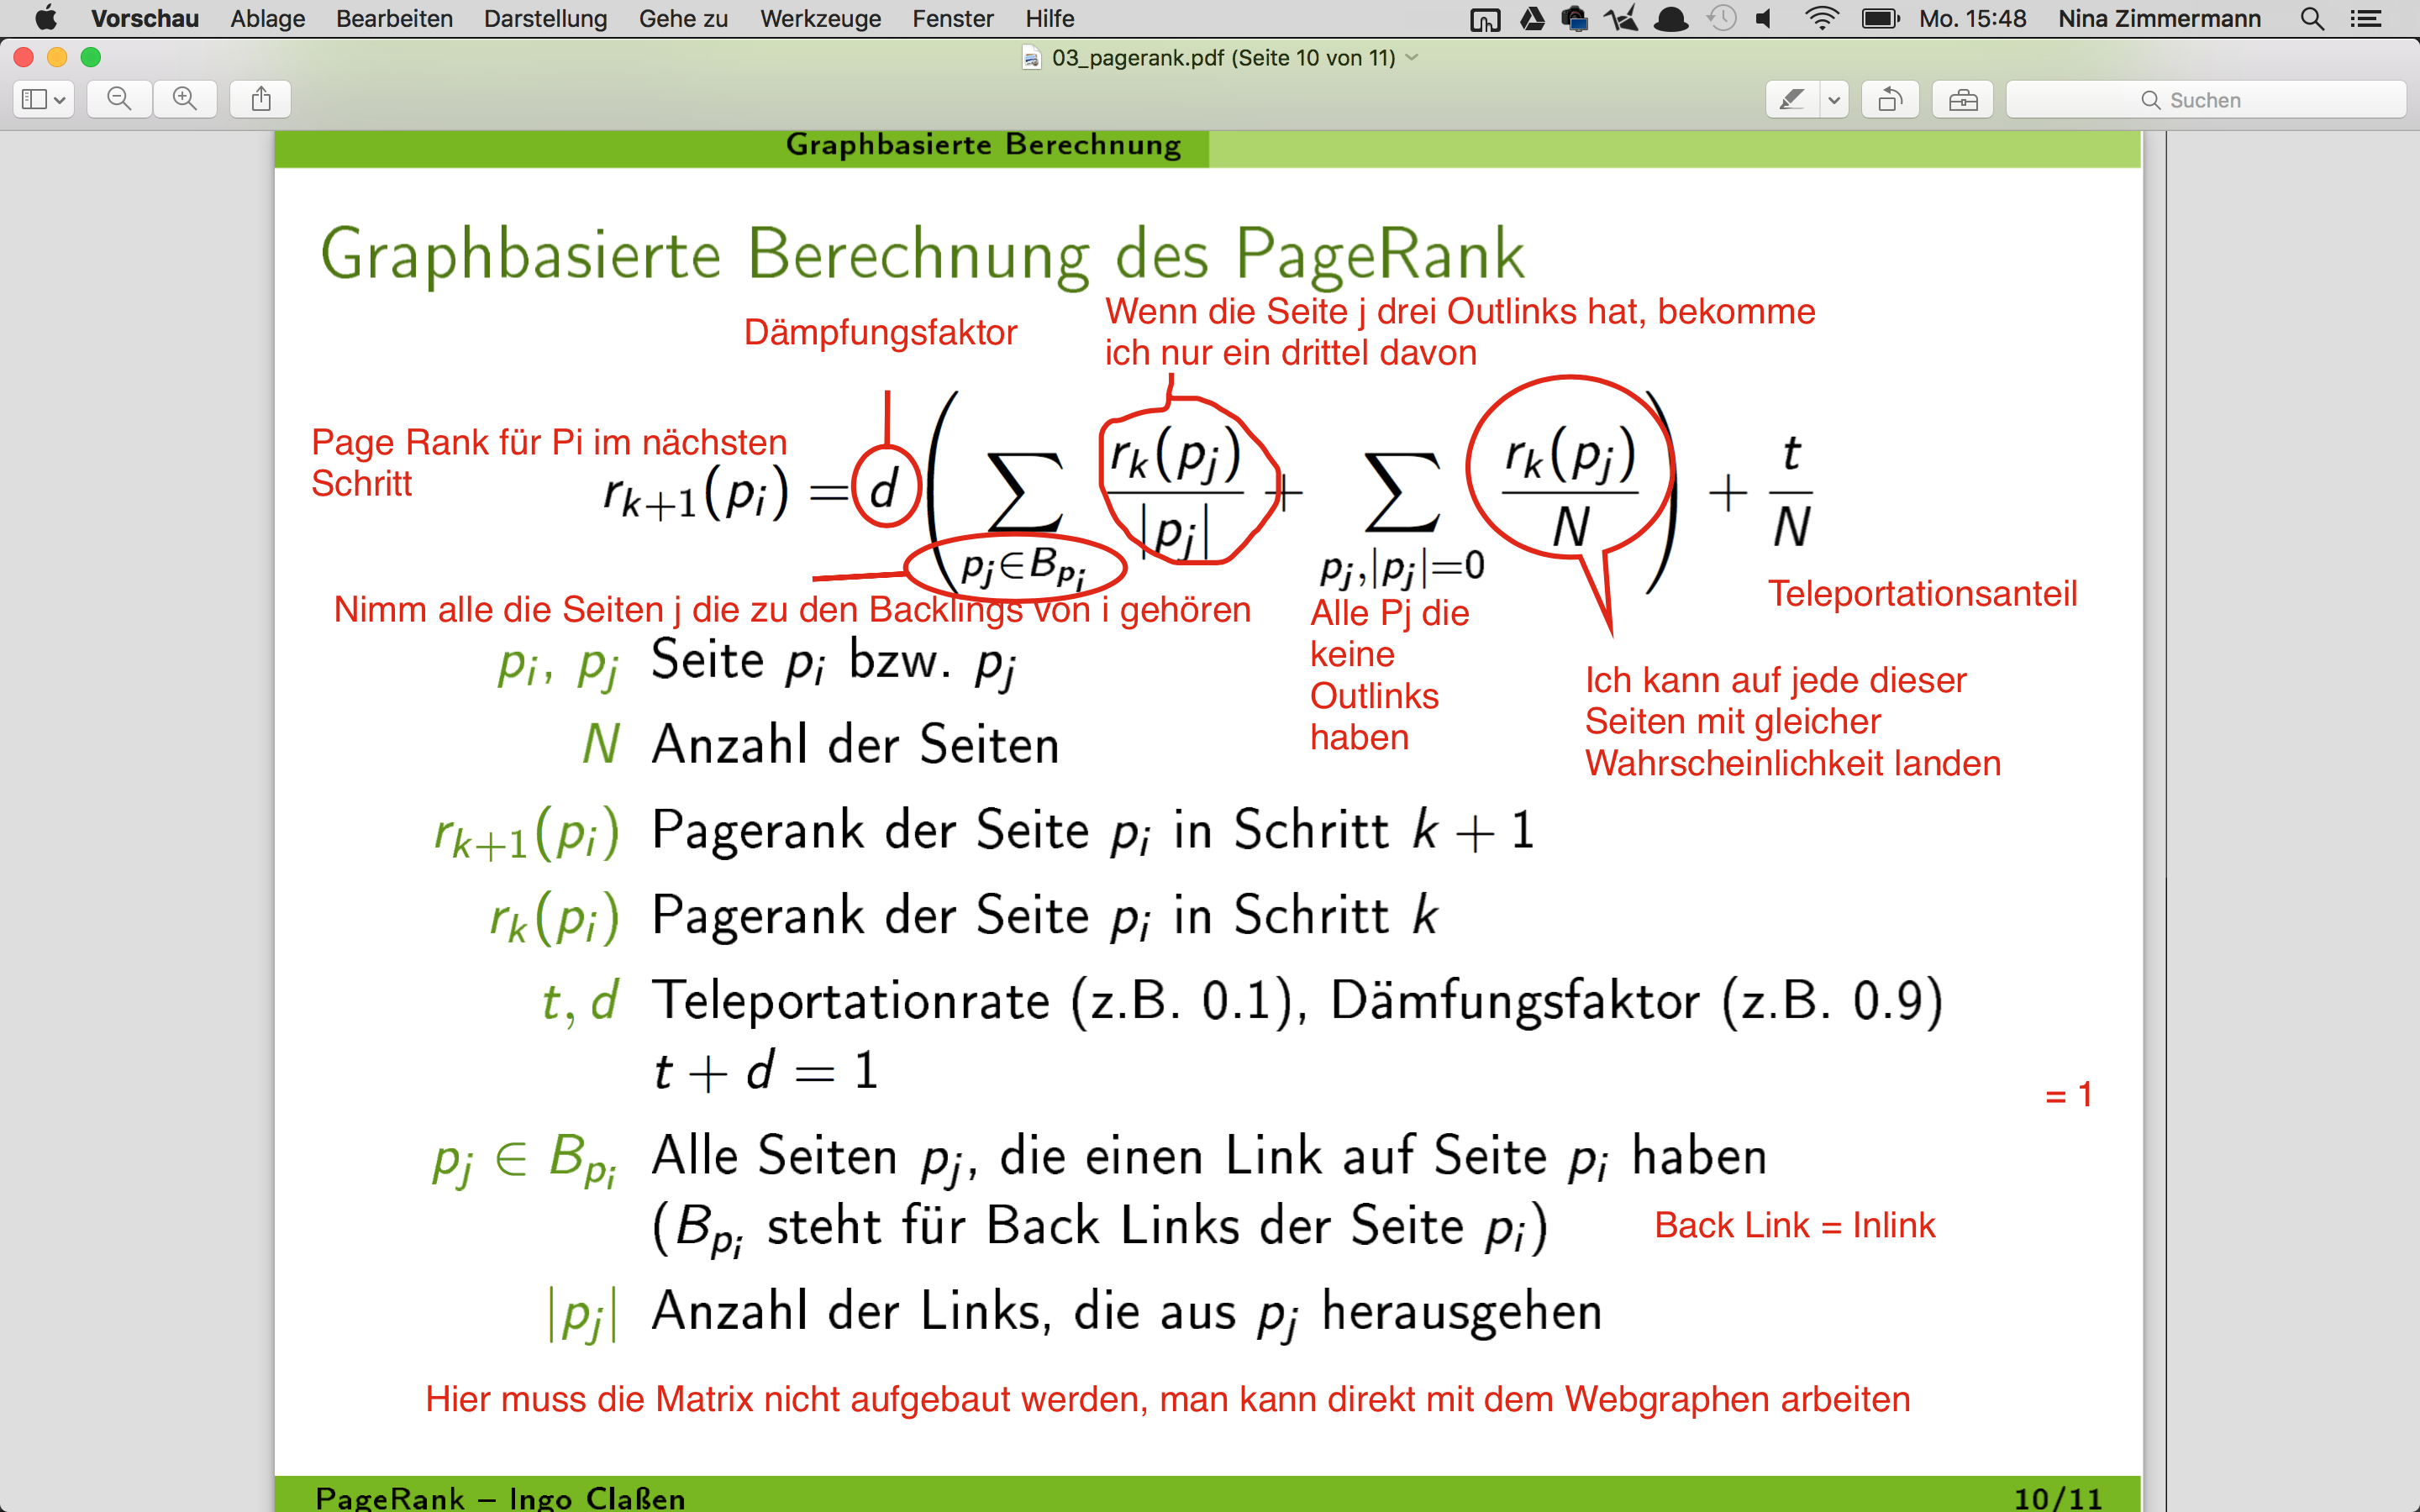 Vorschau Ablage Bearbeiten Darstellung Gehe zu Werkzeuge Fenster Hilfe Mo. 15:48 Nina Zimmermann
03_pagerank.pdf (Seite 10 von 11)
Suchen
Graphbasierte Berechnung
Graphbasierte Berechnung des PageRank
Wenn die Seite j drei Outlinks hat, bekomme
ich nur ein drittel davon
Dämpfungsfaktor
Page Rank für Pi im nächsten
Schritt
r_{k+1}(p_i) = d ( ∑_{p_j∈B_{p_i}} r_k(p_j)/|p_j| + ∑_{p_j,|p_j|=0} r_k(p_j)/N ) + t/N
Nimm alle die Seiten j die zu den Backlings von i gehören
Alle Pj die
keine
Outlinks
haben
Teleportationsanteil
Ich kann auf jede dieser
Seiten mit gleicher
Wahrscheinlichkeit landen
p_i, p_j Seite p_i bzw. p_j
N Anzahl der Seiten
r_{k+1}(p_i) Pagerank der Seite p_i in Schritt k + 1
r_k(p_i) Pagerank der Seite p_i in Schritt k
t, d Teleportationrate (z.B. 0.1), Dämfungsfaktor (z.B. 0.9)
t + d = 1
= 1
p_j ∈ B_{p_i} Alle Seiten p_j, die einen Link auf Seite p_i haben
(B_{p_i} steht für Back Links der Seite p_i)
Back Link = Inlink
|p_j| Anzahl der Links, die aus p_j herausgehen
Hier muss die Matrix nicht aufgebaut werden, man kann direkt mit dem Webgraphen arbeiten
PageRank – Ingo Claßen 10/11